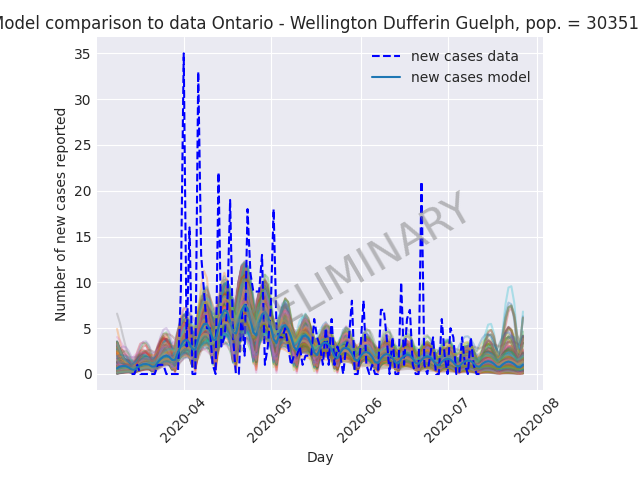 Model comparison to data Ontario - Wellington Dufferin Guelph, pop. = 30351
new cases data
new cases model
ELIMINARY
Number of new cases reported
35
30
25
20
15
10
5
0
2020-04
2020-05
2020-06
2020-07
2020-08
Day